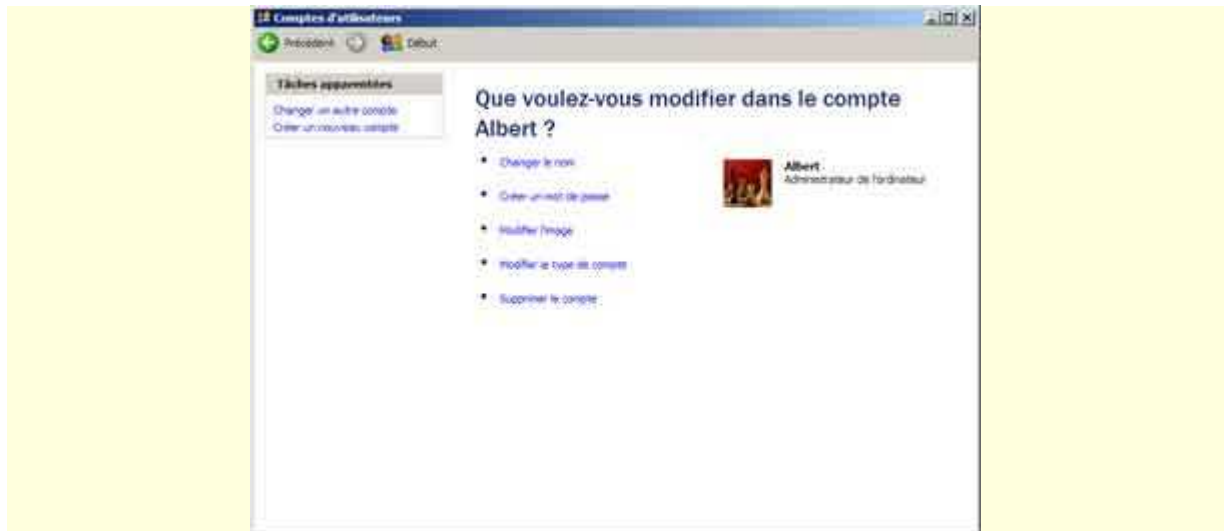 Comptes d'utilisateurs
Précédent Début
Tâches apparentées
Changer un autre compte
Créer un nouveau compte
Que voulez-vous modifier dans le compte
Albert ?
Changer le nom
Créer un mot de passe
Modifier l'image
Modifier le type de compte
Supprimer le compte
Albert
Administrateur de l'ordinateur